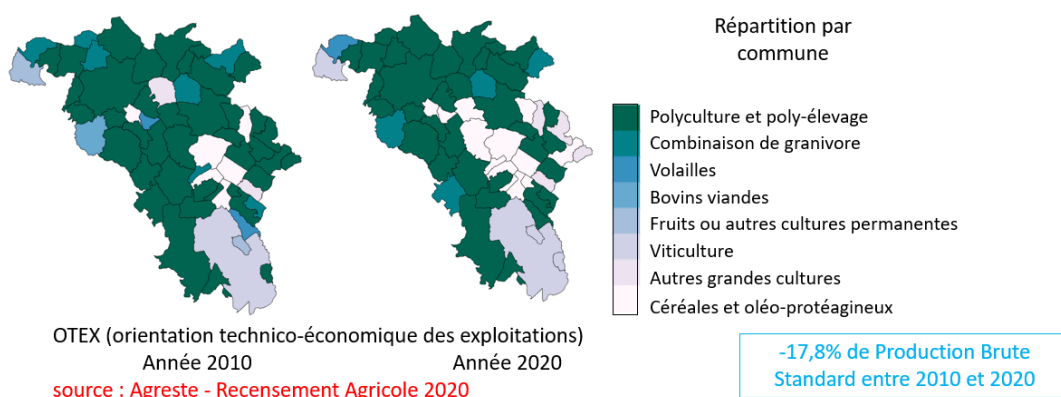 Répartition par
commune
Polyculture et poly-élevage
Combinaison de granivore
Volailles
Bovins viandes
Fruits ou autres cultures permanentes
Viticulture
Autres grandes cultures
Céréales et oléo-protéagineux
OTEX (orientation technico-économique des exploitations)
Année 2010
Année 2020
source : Agreste - Recensement Agricole 2020
-17,8% de Production Brute
Standard entre 2010 et 2020